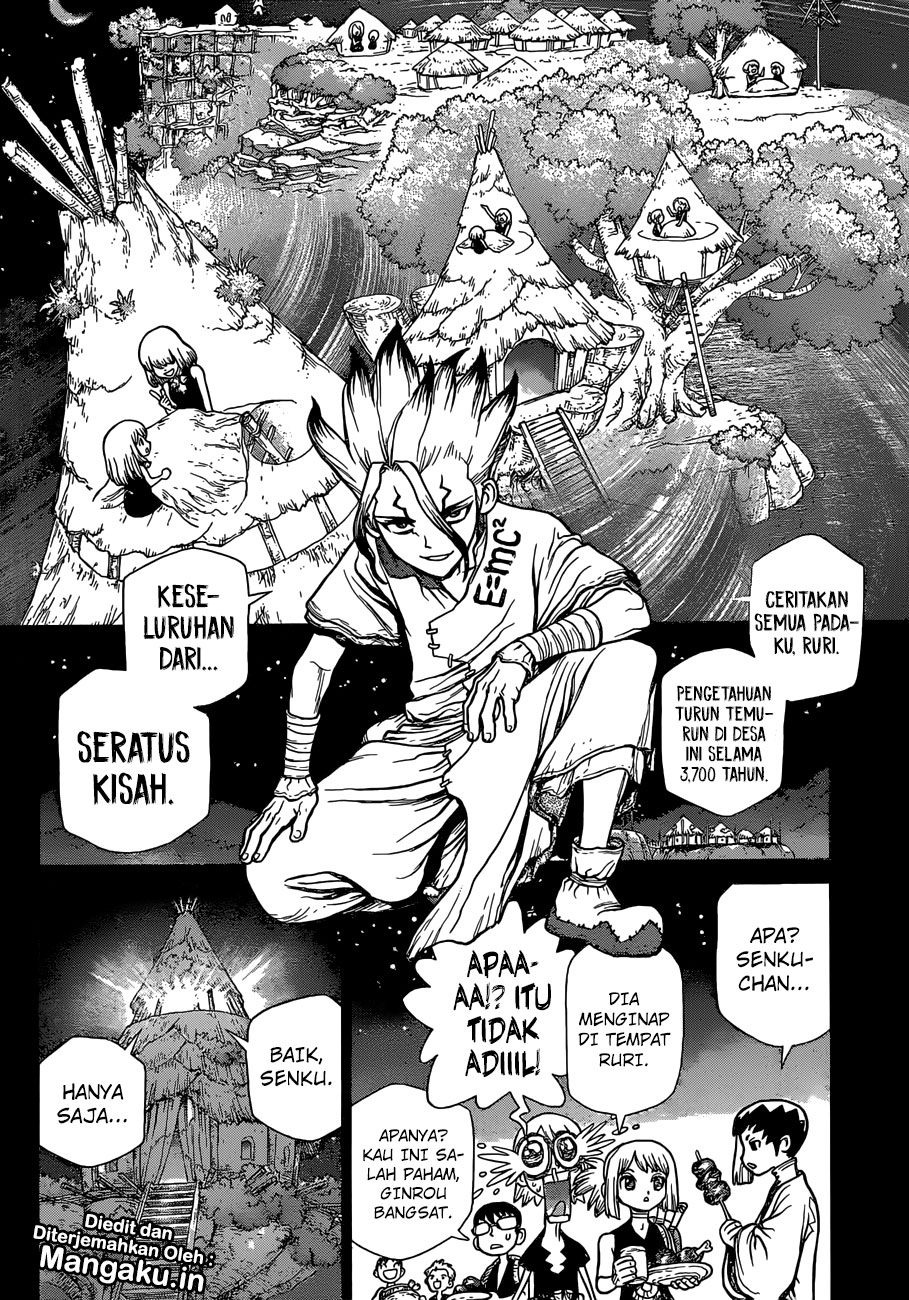 CERITAKAN
SEMUA PADA-
KU, RURI.
PENGETAHUAN
TURUN TEMU-
RUN DI DESA
INI SELAMA
3,700 TAHUN.
E=mc²
KESE-
LURUHAN
DARI...
SERATUS
KISAH.
APA?
SENKU-
CHAN...
DIA
MENGINAP
DI TEMPAT
RURI.
APAA-
AA!? ITU
TIDAK
ADIIIL!
APANYA?
KAU INI SA-
LAH PAHAM,
GINROU
BANGSAT.
BAIK,
SENKU.
HANYA
SAJA...
Diedit dan
Diterjemahkan Oleh :
Mangaku.in